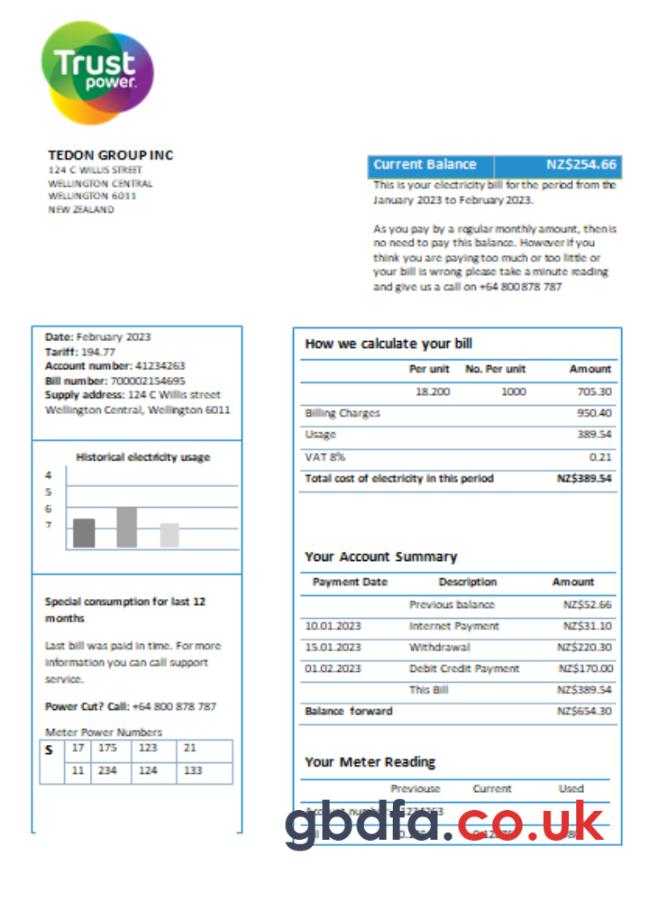 Trust
power.
TEDON GROUP INC
124 C WILLIS STREET
WELLINGTON CENTRAL
WELLINGTON 6011
NEW ZEALAND
Current Balance NZ$254.66
This is your electricity bill for the period from the
January 2023 to February 2023.
As you pay by a regular monthly amount, then is
no need to pay this balance. However if you
think you are paying too much or too little or
your bill is wrong please take a minute reading
and give us a call on +64 800 878 787
Date: February 2023
Tariff: 194.77
Account number: 41234263
Bill number: 700002154695
Supply address: 124 C Willis street
Wellington Central, Wellington 6011
Historical electricity usage
4
5
6
7
Special consumption for last 12
months
Last bill was paid in time. For more
information you can call support
service.
Power Cut? Call: +64 800 878 787
Meter Power Numbers
S 17 175 123 21
11 234 124 133
How we calculate your bill
Per unit No. Per unit Amount
18.200 1000 705.30
Billing Charges 950.40
Usage 389.54
VAT 8% 0.21
Total cost of electricity in this period NZ$389.54
Your Account Summary
Payment Date Description Amount
Previous balance NZ$52.66
10.01.2023 Internet Payment NZ$31.10
15.01.2023 Withdrawal NZ$220.30
01.02.2023 Debit Credit Payment NZ$170.00
This Bill NZ$389.54
Balance forward NZ$654.30
Your Meter Reading
Previouse Current Used
Account number
gbdfa.co.uk